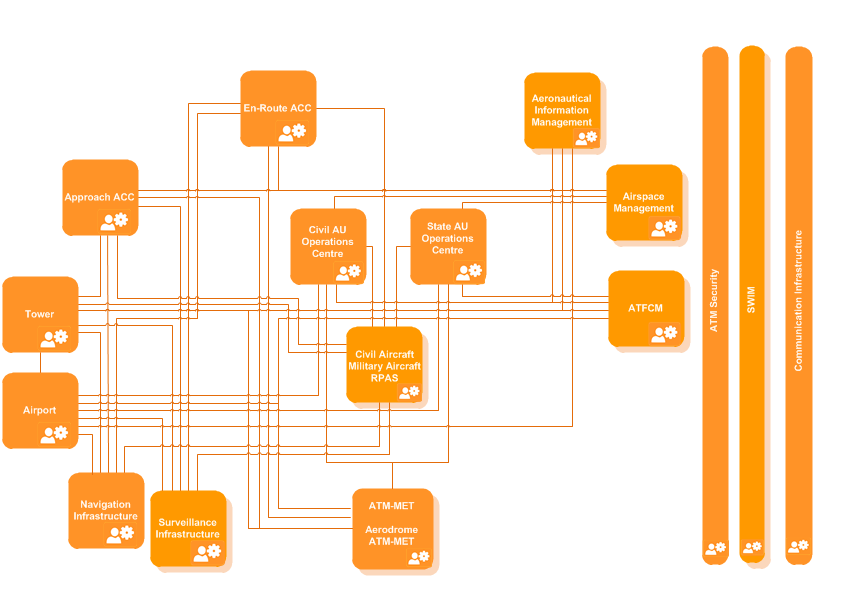 En-Route ACC
Aeronautical
Information
Management
Approach ACC
Airspace
Management
Civil AU
Operations
Centre
State AU
Operations
Centre
Tower
ATFCM
Civil Aircraft
Military Aircraft
RPAS
Airport
Navigation
Infrastructure
Surveillance
Infrastructure
ATM-MET
Aerodrome
ATM-MET
ATM Security
SWIM
Communication Infrastructure